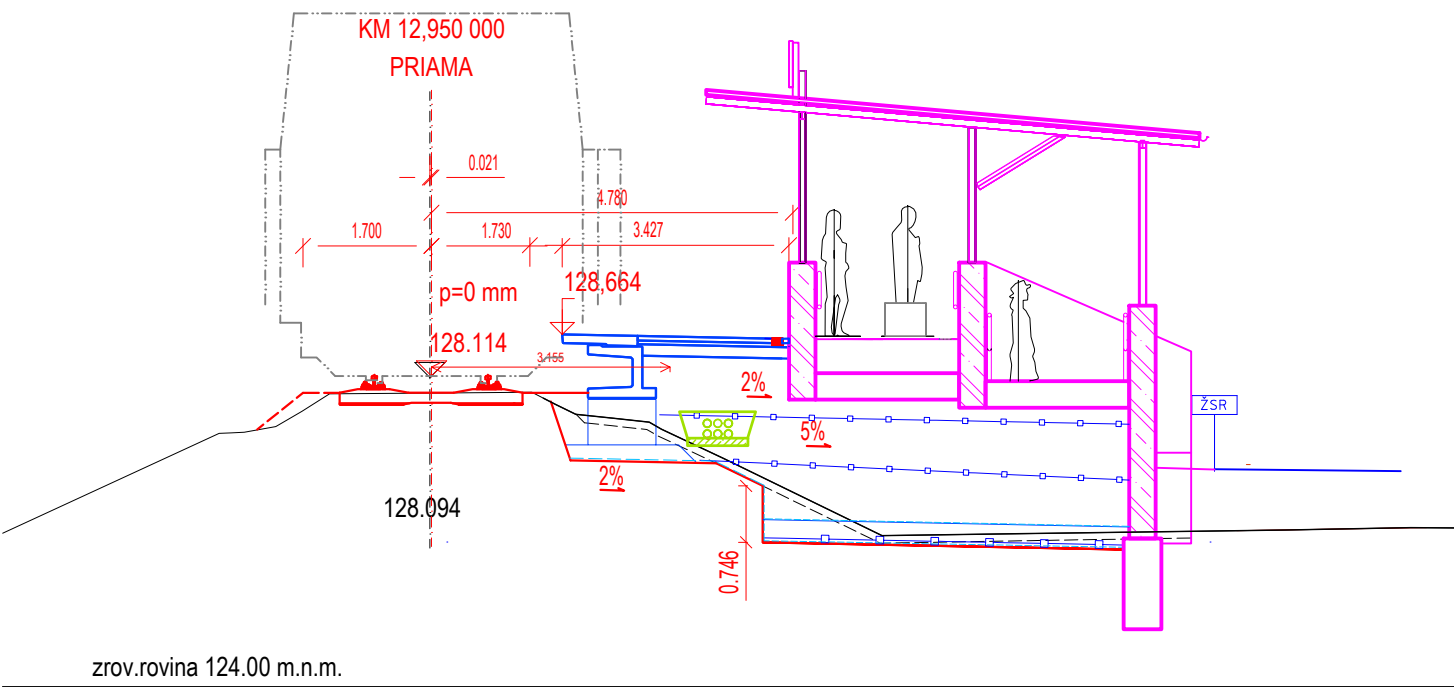 KM 12,950 000
PRIAMA
0.021
4.780
1.700
1.730
3.427
p=0 mm
128,664
128.114
3.155
2%
ŽSR
5%
2%
128.094
0.746
zrov.rovina 124.00 m.n.m.